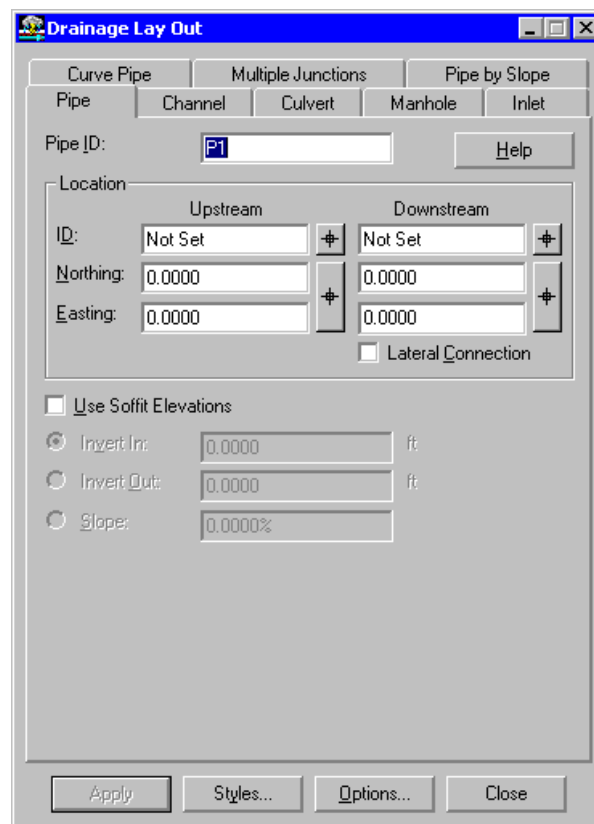 Drainage Lay Out
Curve Pipe Multiple Junctions Pipe by Slope
Pipe Channel Culvert Manhole Inlet
Pipe ID: P1 Help
Location
Upstream Downstream
ID: Not Set Not Set
Northing: 0.0000 0.0000
Easting: 0.0000 0.0000
Lateral Connection
Use Soffit Elevations
Invert In: 0.0000 ft
Invert Out: 0.0000 ft
Slope: 0.0000%
Apply Styles... Options... Close